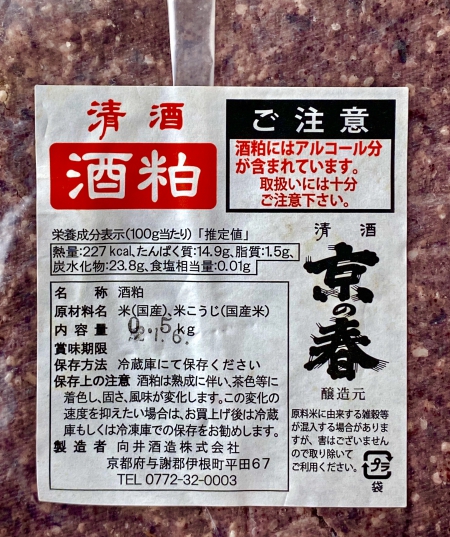 清酒
酒粕
ご注意
酒粕にはアルコール分
が含まれています。
取扱いには十分
ご注意下さい。
栄養成分表示(100g当たり)「推定値」
熱量:227kcal、たんぱく質:14.9g、脂質:1.5g、
炭水化物:23.8g、食塩相当量:0.01g
名 称 酒粕
原材料名 米(国産)、米こうじ(国産米)
内容量 0.5kg
賞味期限
保存方法 冷蔵庫にて保存ください
保存上の注意 酒粕は熟成に伴い、茶色等に
着色し、固さ、風味が変化します。この変化の
速度を抑えたい場合は、お買上げ後は冷蔵
庫もしくは冷凍庫での保存をお勧めします。
製造者 向井酒造株式会社
京都府与謝郡伊根町平田67
TEL 0772-32-0003
清酒
京の春
醸造元
原料米に由来する雑穀等
が混入する場合があります
が、害はございません
ので取り除いて
ご利用ください。
プラ
袋